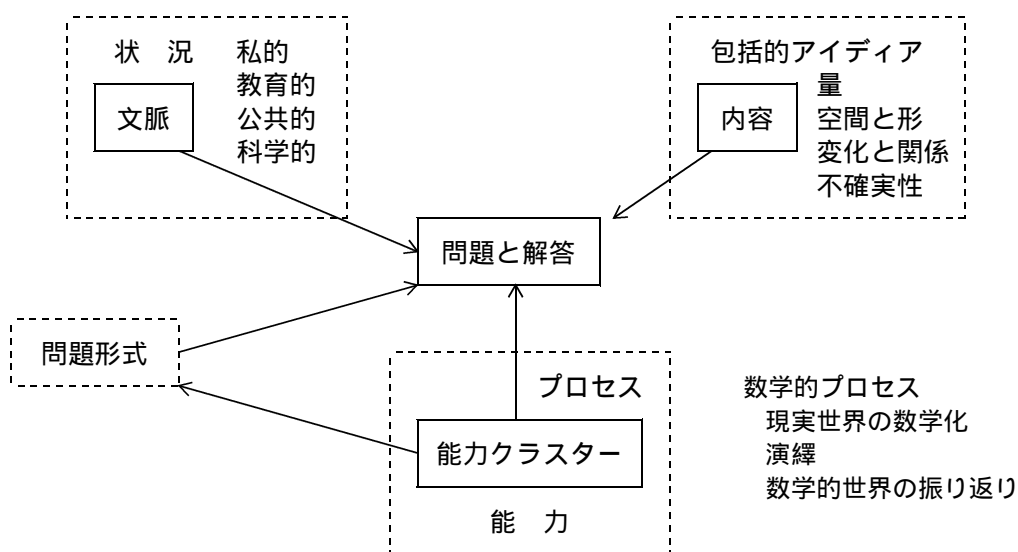 状　況
私的
教育的
公共的
科学的
文脈
包括的アイディア
量
空間と形
変化と関係
不確実性
内容
問題と解答
問題形式
プロセス
能力クラスター
能　力
数学的プロセス
現実世界の数学化
演繹
数学的世界の振り返り